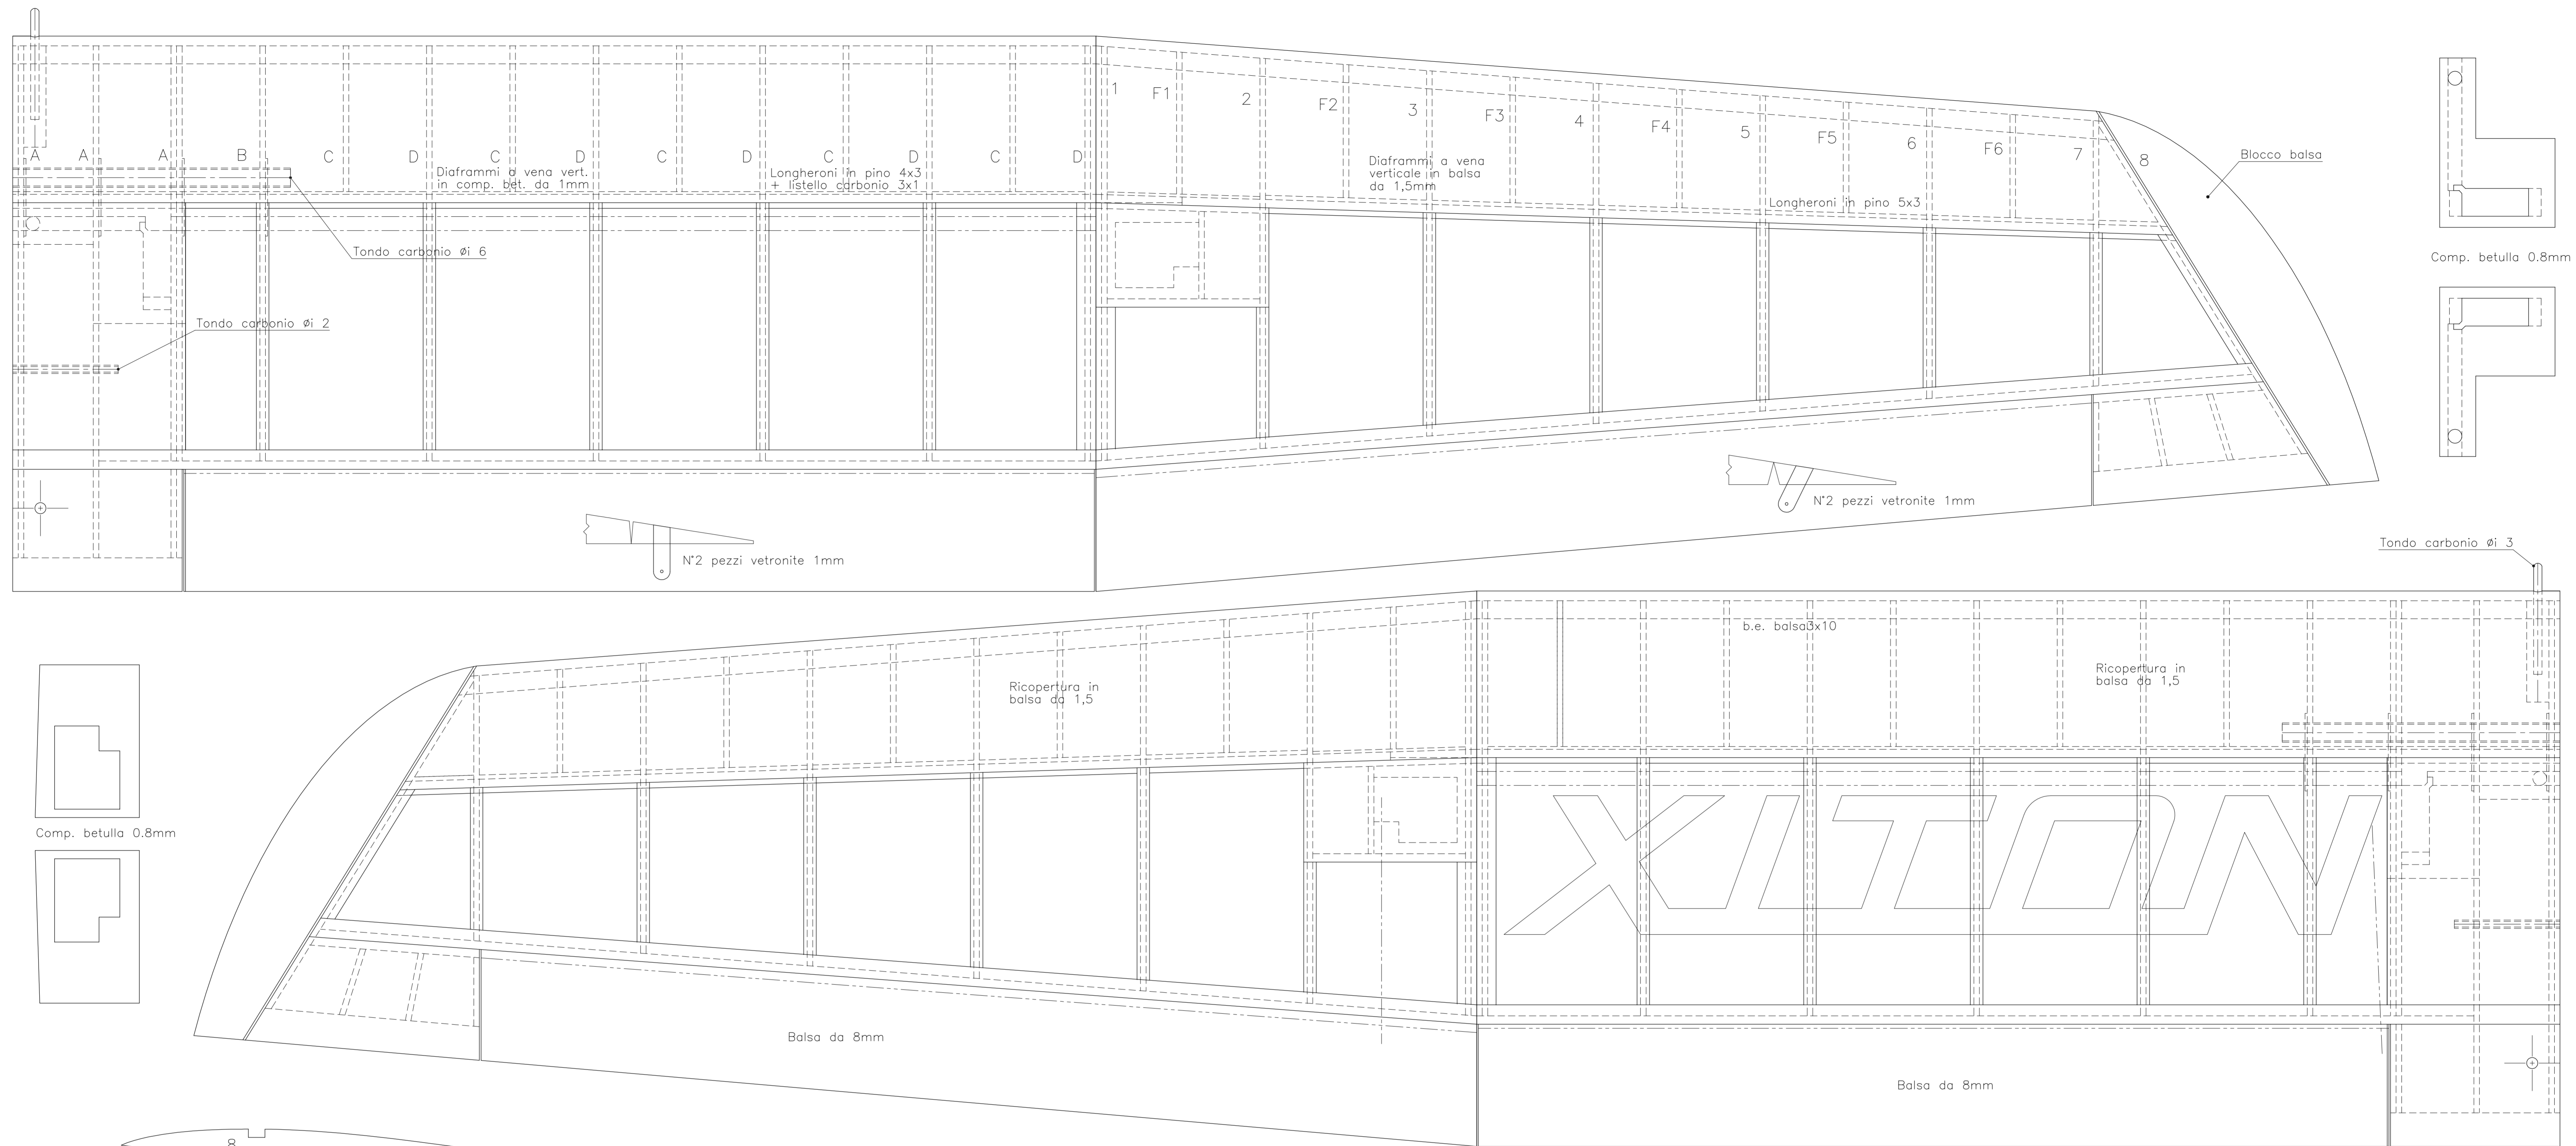 1
F1
2
F2
3
F3
4
F4
5
F5
6
F6
7
8
A
A
A
B
C
D
C
D
C
D
C
D
C
D
Diaframmi a vena vert.
in comp. bet. da 1mm
Longheroni in pino 4x3
+ listello carbonio 3x1
Diaframmi a vena
verticale in balsa
da 1,5mm
Longheroni in pino 5x3
Blocco balsa
Comp. betulla 0.8mm
Tondo carbonio Øi 6
Tondo carbonio Øi 2
N°2 pezzi vetronite 1mm
N°2 pezzi vetronite 1mm
Tondo carbonio Øi 3
b.e. balsa3x10
Ricopertura in
balsa da 1,5
Ricopertura in
balsa da 1,5
Comp. betulla 0.8mm
XITON
Balsa da 8mm
Balsa da 8mm
8